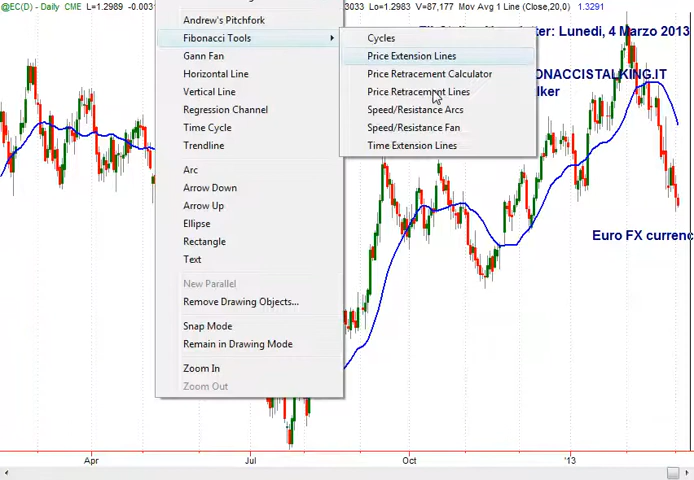 @EC(D) - Daily CME L=1.2989 -0.003
3033 Lo=1.2983 V=87,177 Mov Avg 1 Line (Close,20,0) 1.3291
Lunedi, 4 Marzo 2013
ONACCISTALKING.IT
lker
Euro FX currenc
Andrew's Pitchfork
Fibonacci Tools
Gann Fan
Horizontal Line
Vertical Line
Regression Channel
Time Cycle
Trendline
Arc
Arrow Down
Arrow Up
Ellipse
Rectangle
Text
New Parallel
Remove Drawing Objects...
Snap Mode
Remain in Drawing Mode
Zoom In
Zoom Out
Cycles
Price Extension Lines
Price Retracement Calculator
Price Retracement Lines
Speed/Resistance Arcs
Speed/Resistance Fan
Time Extension Lines
Apr Jul Oct '13